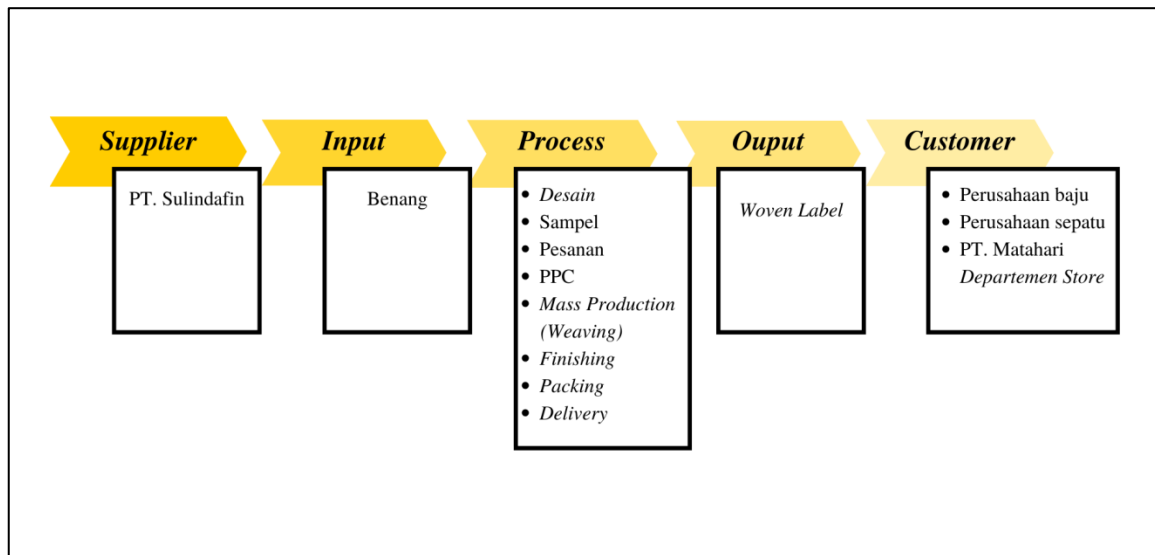 Supplier
PT. Sulindafin
Input
Benang
Process
• Desain
• Sampel
• Pesanan
• PPC
• Mass Production
(Weaving)
• Finishing
• Packing
• Delivery
Ouput
Woven Label
Customer
• Perusahaan baju
• Perusahaan sepatu
• PT. Matahari
Departemen Store